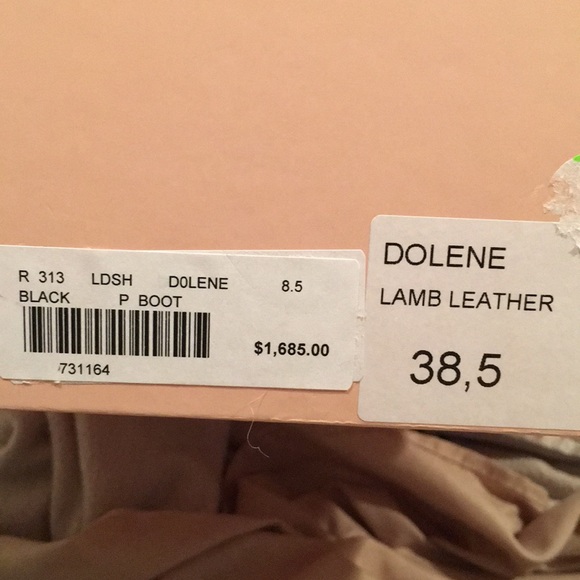 R 313 LDSH D0LENE 8.5
BLACK P BOOT
$1,685.00
731164
DOLENE
LAMB LEATHER
38,5